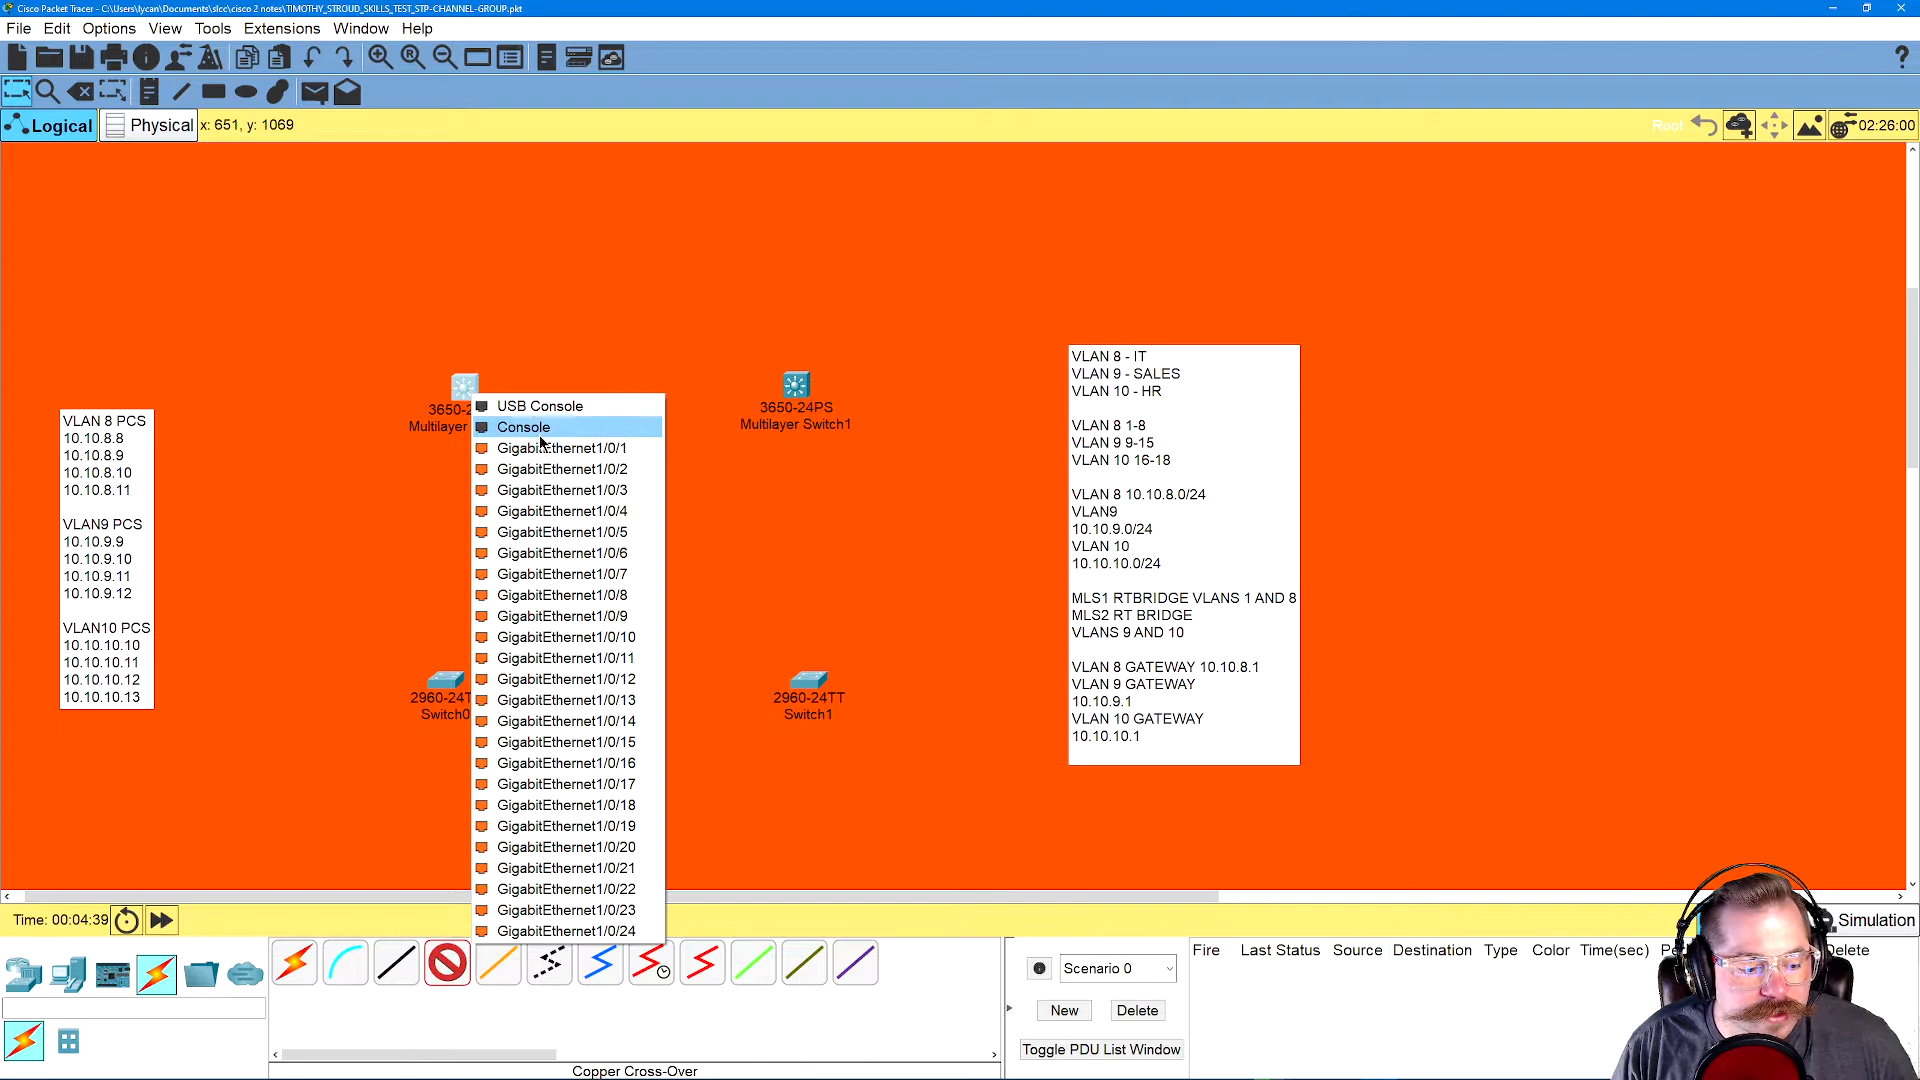 Cisco Packet Tracer - C:\Users\lycan\Documents\slcc\cisco 2 notes\TIMOTHY_STROUD_SKILLS_TEST_STP-CHANNEL-GROUP.pkt
File Edit Options View Tools Extensions Window Help
Logical Physical x: 651, y: 1069
Root 02:26:00
VLAN 8 PCS
10.10.8.8
10.10.8.9
10.10.8.10
10.10.8.11
VLAN9 PCS
10.10.9.9
10.10.9.10
10.10.9.11
10.10.9.12
VLAN10 PCS
10.10.10.10
10.10.10.11
10.10.10.12
10.10.10.13
3650-2
Multilayer
2960-24T
Switch0
USB Console
Console
GigabitEthernet1/0/1
GigabitEthernet1/0/2
GigabitEthernet1/0/3
GigabitEthernet1/0/4
GigabitEthernet1/0/5
GigabitEthernet1/0/6
GigabitEthernet1/0/7
GigabitEthernet1/0/8
GigabitEthernet1/0/9
GigabitEthernet1/0/10
GigabitEthernet1/0/11
GigabitEthernet1/0/12
GigabitEthernet1/0/13
GigabitEthernet1/0/14
GigabitEthernet1/0/15
GigabitEthernet1/0/16
GigabitEthernet1/0/17
GigabitEthernet1/0/18
GigabitEthernet1/0/19
GigabitEthernet1/0/20
GigabitEthernet1/0/21
GigabitEthernet1/0/22
GigabitEthernet1/0/23
GigabitEthernet1/0/24
3650-24PS
Multilayer Switch1
2960-24TT
Switch1
VLAN 8 - IT
VLAN 9 - SALES
VLAN 10 - HR
VLAN 8 1-8
VLAN 9 9-15
VLAN 10 16-18
VLAN 8 10.10.8.0/24
VLAN9
10.10.9.0/24
VLAN 10
10.10.10.0/24
MLS1 RTBRIDGE VLANS 1 AND 8
MLS2 RT BRIDGE
VLANS 9 AND 10
VLAN 8 GATEWAY 10.10.8.1
VLAN 9 GATEWAY
10.10.9.1
VLAN 10 GATEWAY
10.10.10.1
Time: 00:04:39
Simulation
Scenario 0
New Delete
Toggle PDU List Window
Fire Last Status Source Destination Type Color Time(sec) Pe Delete
Copper Cross-Over